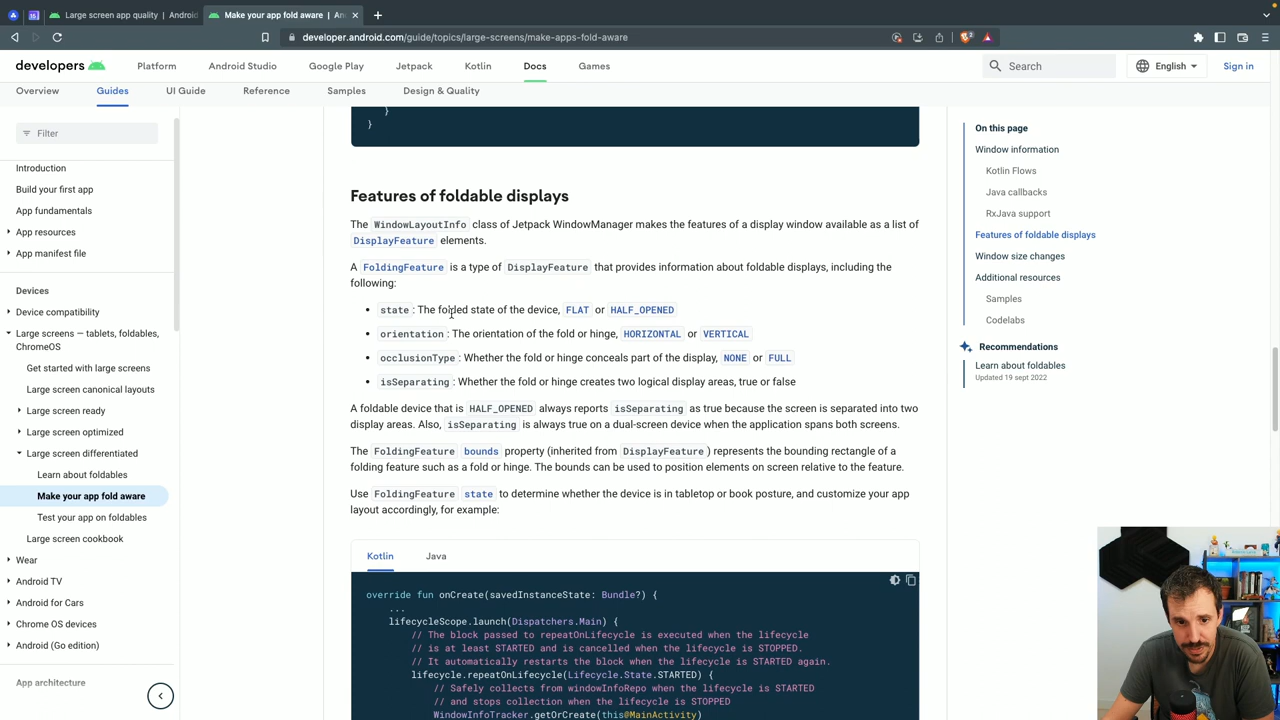 Large screen app quality | Android
Make your app fold aware | An
developer.android.com/guide/topics/large-screens/make-apps-fold-aware
developers
Platform
Android Studio
Google Play
Jetpack
Kotlin
Docs
Games
Search
English
Sign in
Overview
Guides
UI Guide
Reference
Samples
Design & Quality
Filter
Introduction
Build your first app
App fundamentals
App resources
App manifest file
Devices
Device compatibility
Large screens — tablets, foldables,
ChromeOS
Get started with large screens
Large screen canonical layouts
Large screen ready
Large screen optimized
Large screen differentiated
Learn about foldables
Make your app fold aware
Test your app on foldables
Large screen cookbook
Wear
Android TV
Android for Cars
Chrome OS devices
Android (Go edition)
App architecture
}
}
Features of foldable displays
The WindowLayoutInfo class of Jetpack WindowManager makes the features of a display window available as a list of
DisplayFeature elements.
A FoldingFeature is a type of DisplayFeature that provides information about foldable displays, including the
following:
• state : The folded state of the device, FLAT or HALF_OPENED
• orientation : The orientation of the fold or hinge, HORIZONTAL or VERTICAL
• occlusionType : Whether the fold or hinge conceals part of the display, NONE or FULL
• isSeparating : Whether the fold or hinge creates two logical display areas, true or false
A foldable device that is HALF_OPENED always reports isSeparating as true because the screen is separated into two
display areas. Also, isSeparating is always true on a dual-screen device when the application spans both screens.
The FoldingFeature bounds property (inherited from DisplayFeature ) represents the bounding rectangle of a
folding feature such as a fold or hinge. The bounds can be used to position elements on screen relative to the feature.
Use FoldingFeature state to determine whether the device is in tabletop or book posture, and customize your app
layout accordingly, for example:
Kotlin
Java
override fun onCreate(savedInstanceState: Bundle?) {
...
lifecycleScope.launch(Dispatchers.Main) {
// The block passed to repeatOnLifecycle is executed when the lifecycle
// is at least STARTED and is cancelled when the lifecycle is STOPPED.
// It automatically restarts the block when the lifecycle is STARTED again.
lifecycle.repeatOnLifecycle(Lifecycle.State.STARTED) {
// Safely collects from windowInfoRepo when the lifecycle is STARTED
// and stops collection when the lifecycle is STOPPED
WindowInfoTracker.getOrCreate(this@MainActivity)
On this page
Window information
Kotlin Flows
Java callbacks
RxJava support
Features of foldable displays
Window size changes
Additional resources
Samples
Codelabs
Recommendations
Learn about foldables
Updated 19 sept 2022